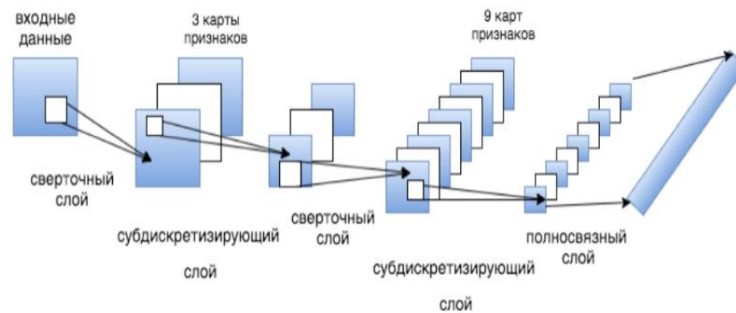 входные
данные
3 карты
признаков
9 карт
признаков
сверточный
слой
субдискретизирующий
слой
сверточный
слой
субдискретизирующий
слой
полносвязный
слой